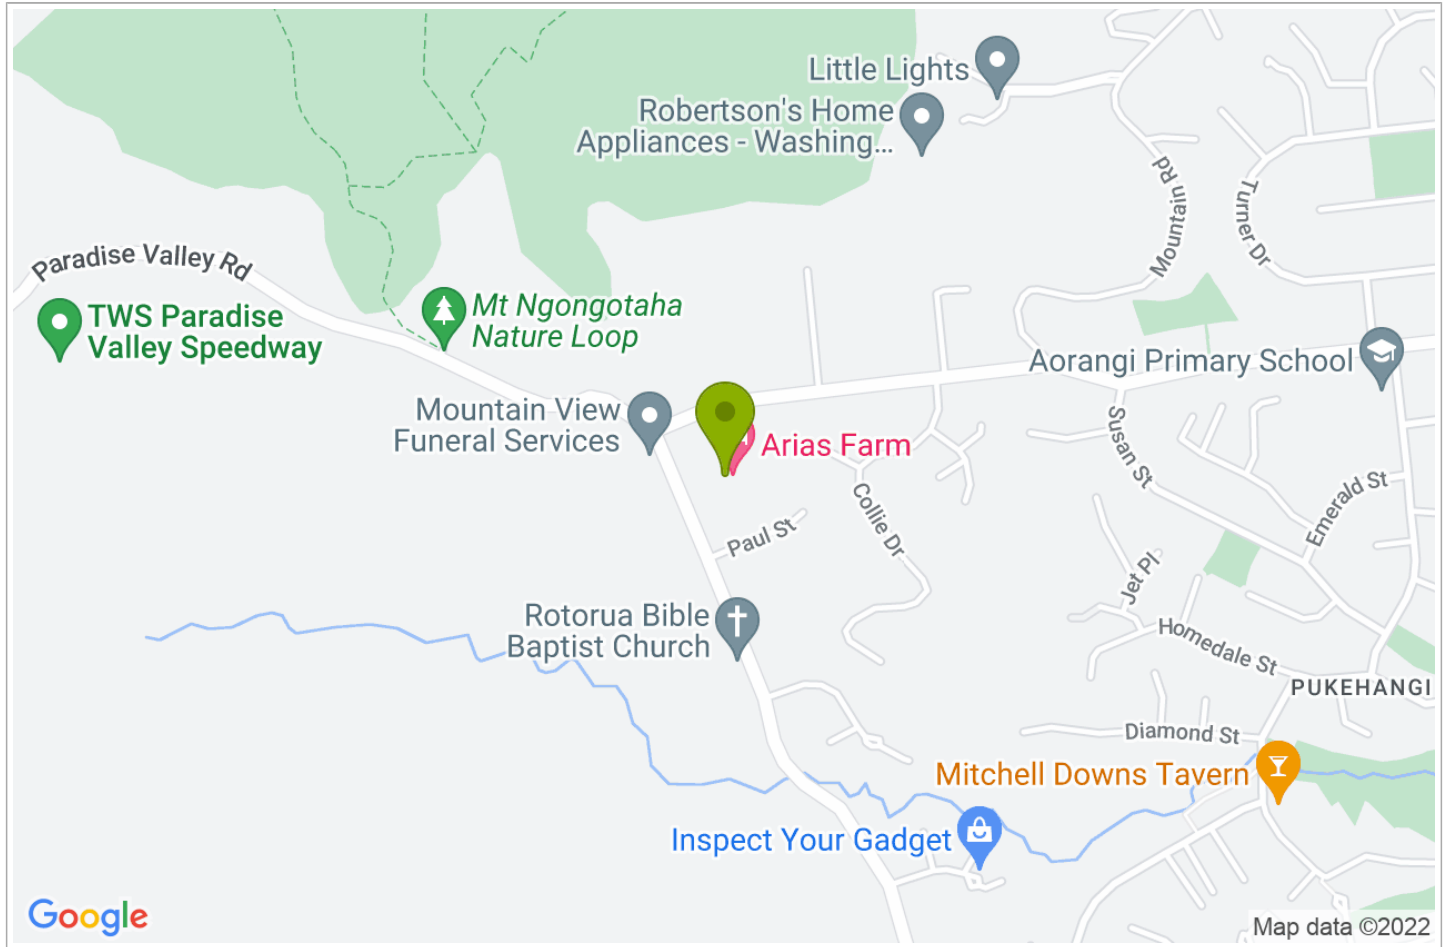 Little Lights
Robertson's Home
Appliances - Washing...
Mountain Rd
Turner Dr
Paradise Valley Rd
TWS Paradise
Valley Speedway
Mt Ngongotaha
Nature Loop
Aorangi Primary School
Mountain View
Funeral Services
Arias Farm
Susan St
Emerald St
Collie Dr
Paul St
Jet Pl
Rotorua Bible
Baptist Church
Homedale St
PUKEHANGI
Diamond St
Mitchell Downs Tavern
Inspect Your Gadget
Google
Map data ©2022